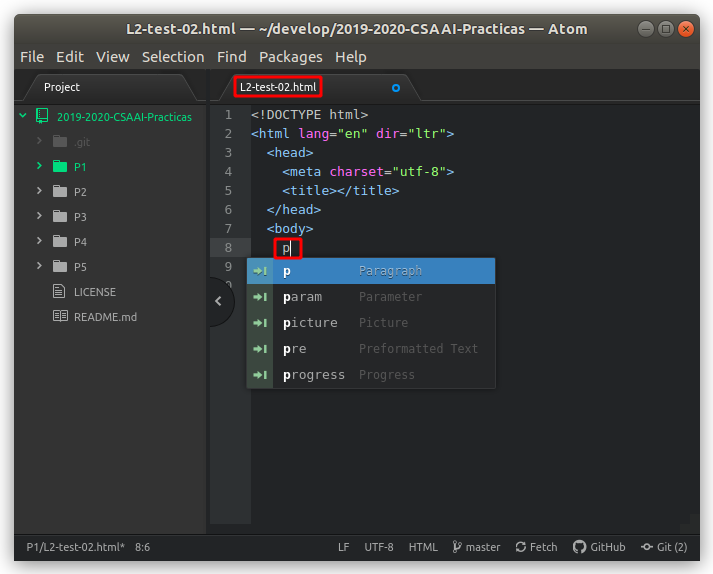 L2-test-02.html — ~/develop/2019-2020-CSAAI-Practicas — Atom
File Edit View Selection Find Packages Help
Project
L2-test-02.html
2019-2020-CSAAI-Practicas
.git
P1
P2
P3
P4
P5
LICENSE
README.md
1 <!DOCTYPE html>
2 <html lang="en" dir="ltr">
3 <head>
4 <meta charset="utf-8">
5 <title></title>
6 </head>
7 <body>
8 p
9
p Paragraph
param Parameter
picture Picture
pre Preformatted Text
progress Progress
P1/L2-test-02.html* 8:6 LF UTF-8 HTML master Fetch GitHub Git (2)